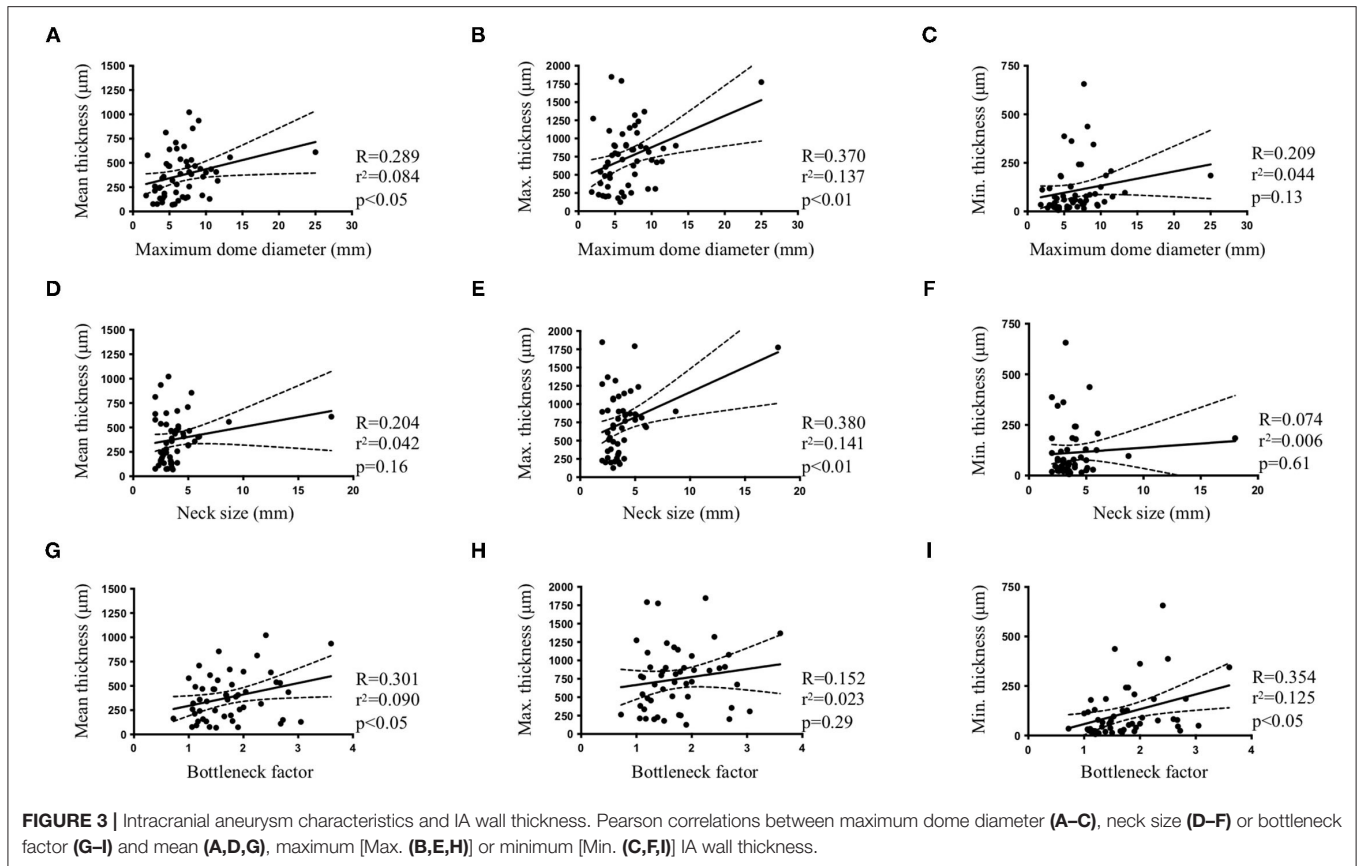 A
Mean thickness (µm)
1500
1250
1000
750
500
250
0
0 5 10 15 20 25 30
Maximum dome diameter (mm)
R=0.289
r²=0.084
p<0.05
B
Max. thickness (µm)
2000
1750
1500
1250
1000
750
500
250
0
0 5 10 15 20 25 30
Maximum dome diameter (mm)
R=0.370
r²=0.137
p<0.01
C
Min. thickness (µm)
750
500
250
0
0 5 10 15 20 25 30
Maximum dome diameter (mm)
R=0.209
r²=0.044
p=0.13
D
Mean thickness (µm)
1500
1250
1000
750
500
250
0
0 5 10 15 20
Neck size (mm)
R=0.204
r²=0.042
p=0.16
E
Max. thickness (µm)
2000
1750
1500
1250
1000
750
500
250
0
0 5 10 15 20
Neck size (mm)
R=0.380
r²=0.141
p<0.01
F
Min. thickness (µm)
750
500
250
0
0 5 10 15 20
Neck size (mm)
R=0.074
r²=0.006
p=0.61
G
Mean thickness (µm)
1500
1250
1000
750
500
250
0
0 1 2 3 4
Bottleneck factor
R=0.301
r²=0.090
p<0.05
H
Max. thickness (µm)
2000
1750
1500
1250
1000
750
500
250
0
0 1 2 3 4
Bottleneck factor
R=0.152
r²=0.023
p=0.29
I
Min. thickness (µm)
750
500
250
0
0 1 2 3 4
Bottleneck factor
R=0.354
r²=0.125
p<0.05
FIGURE 3 | Intracranial aneurysm characteristics and IA wall thickness. Pearson correlations between maximum dome diameter (A–C), neck size (D–F) or bottleneck
factor (G–I) and mean (A,D,G), maximum [Max. (B,E,H)] or minimum [Min. (C,F,I)] IA wall thickness.